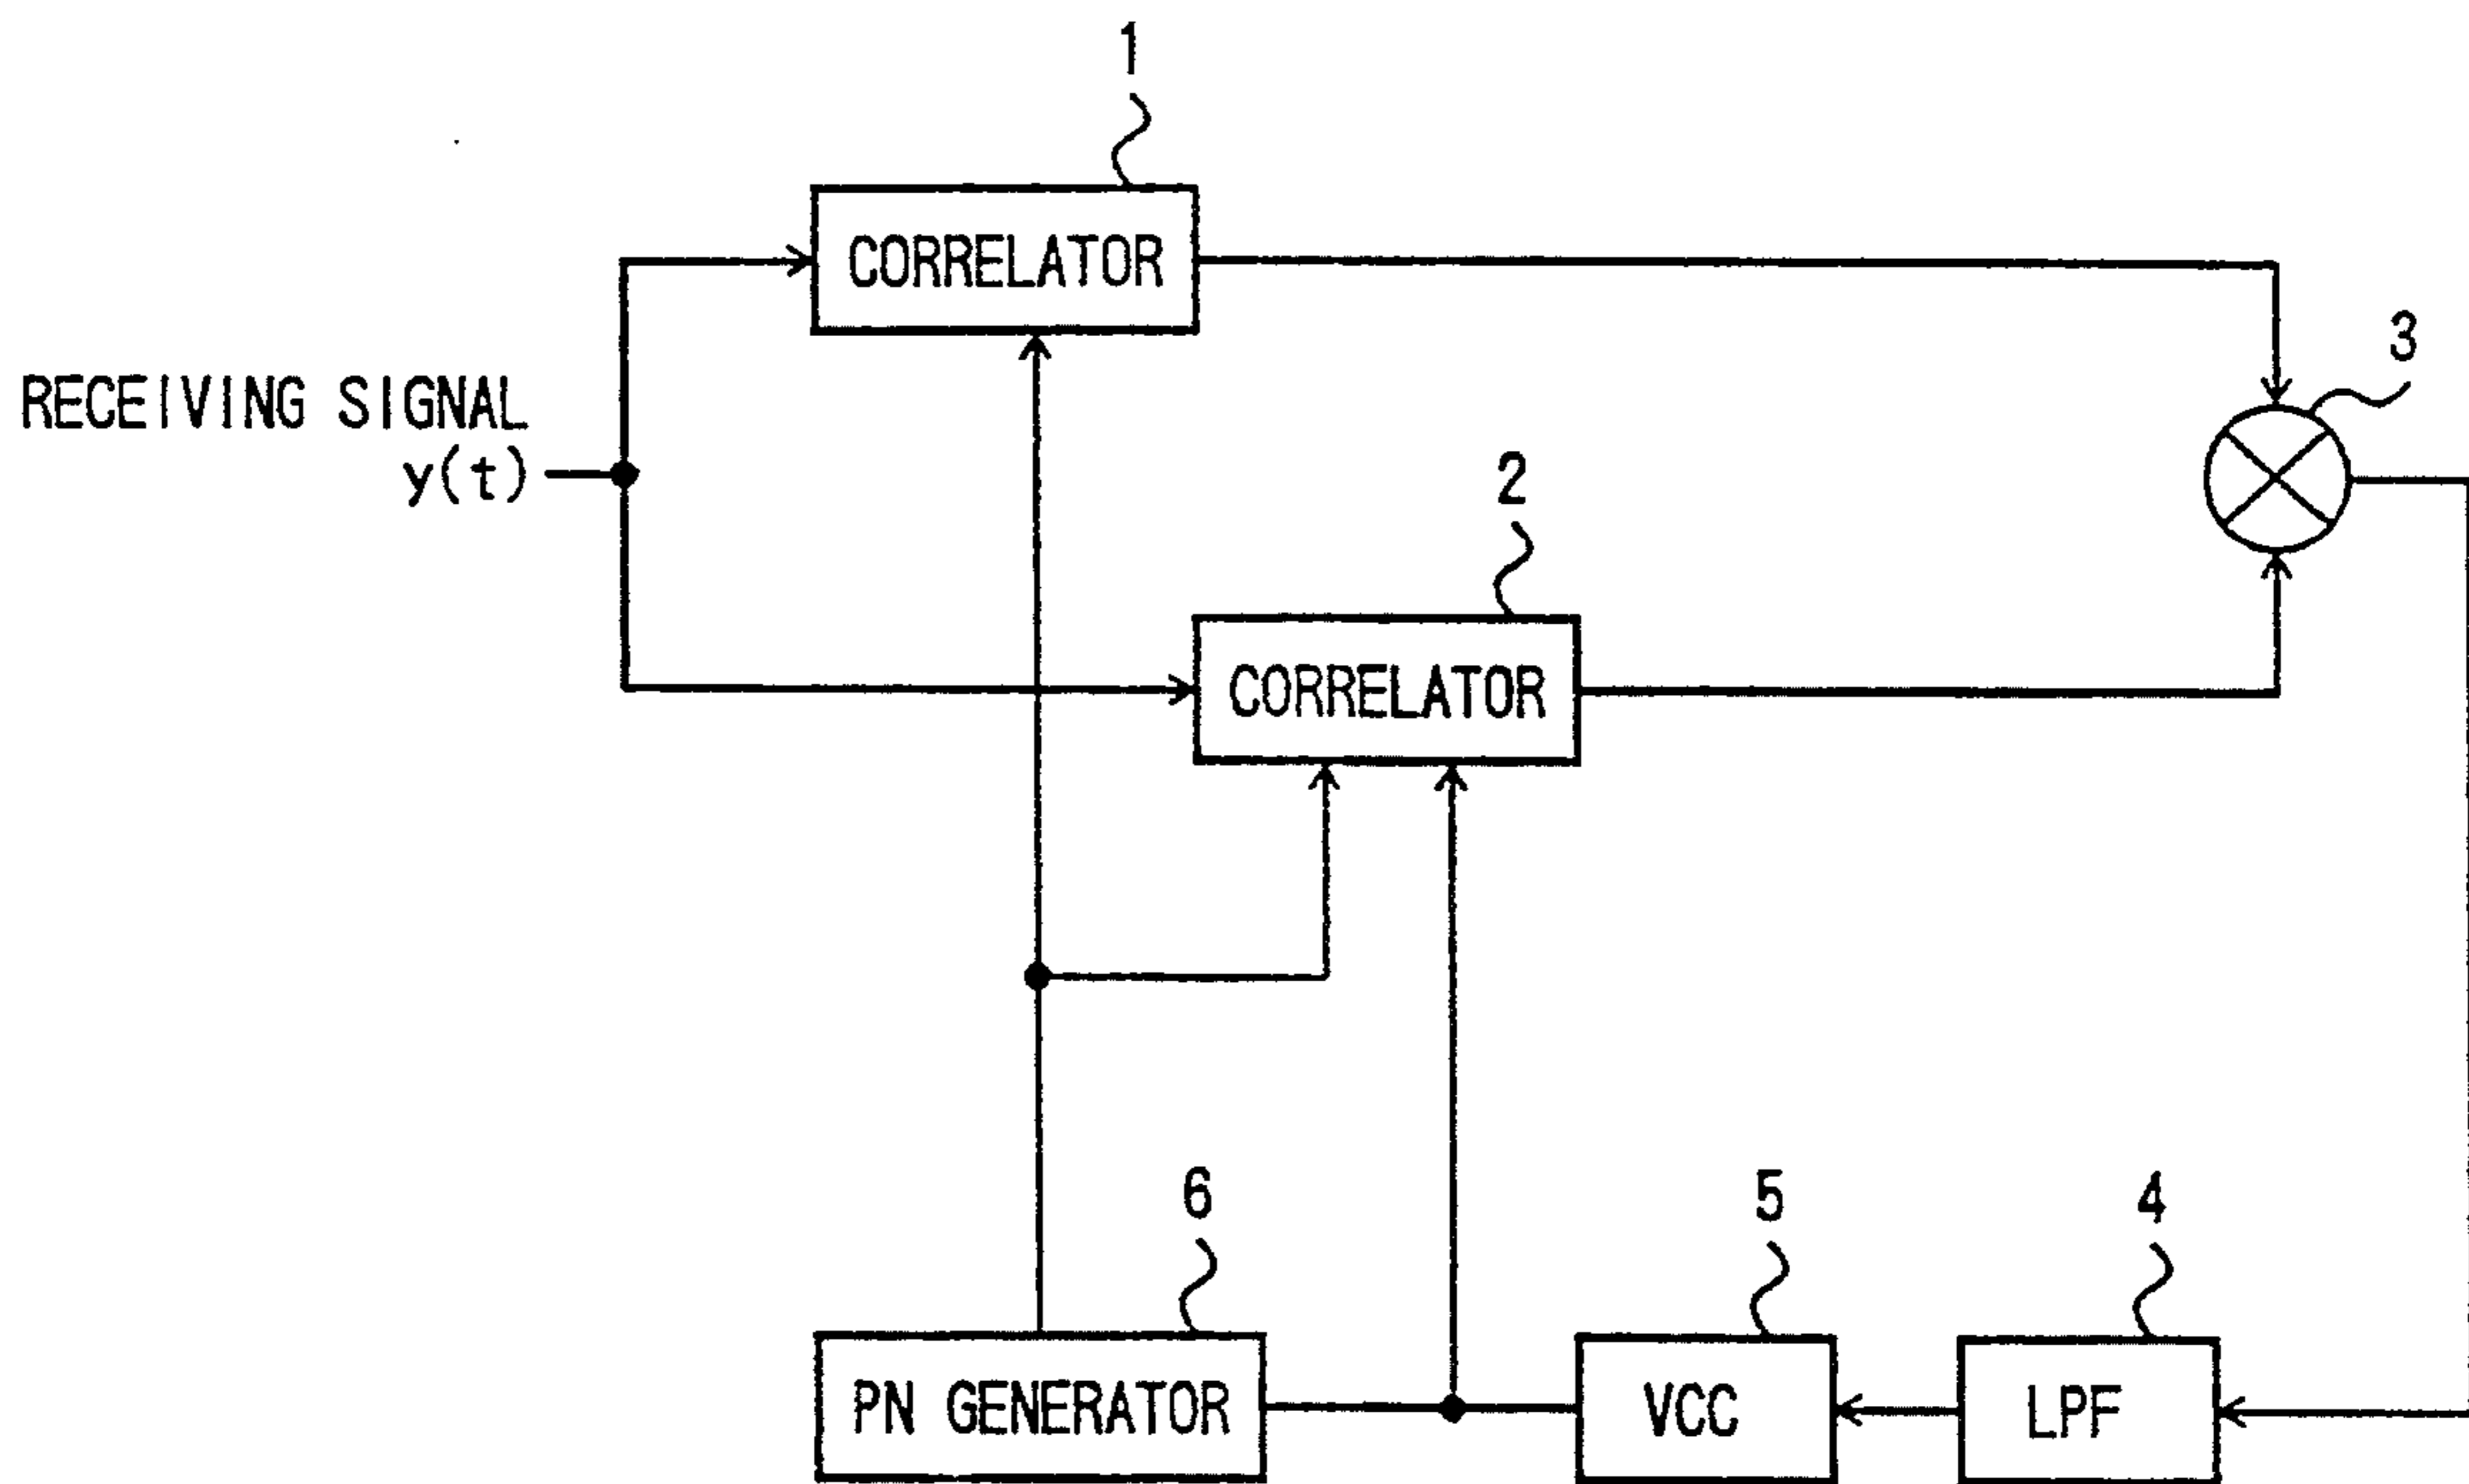 1
CORRELATOR
3
RECEIVING SIGNAL
y(t)
2
CORRELATOR
6
5
4
PN GENERATOR
VCC
LPF